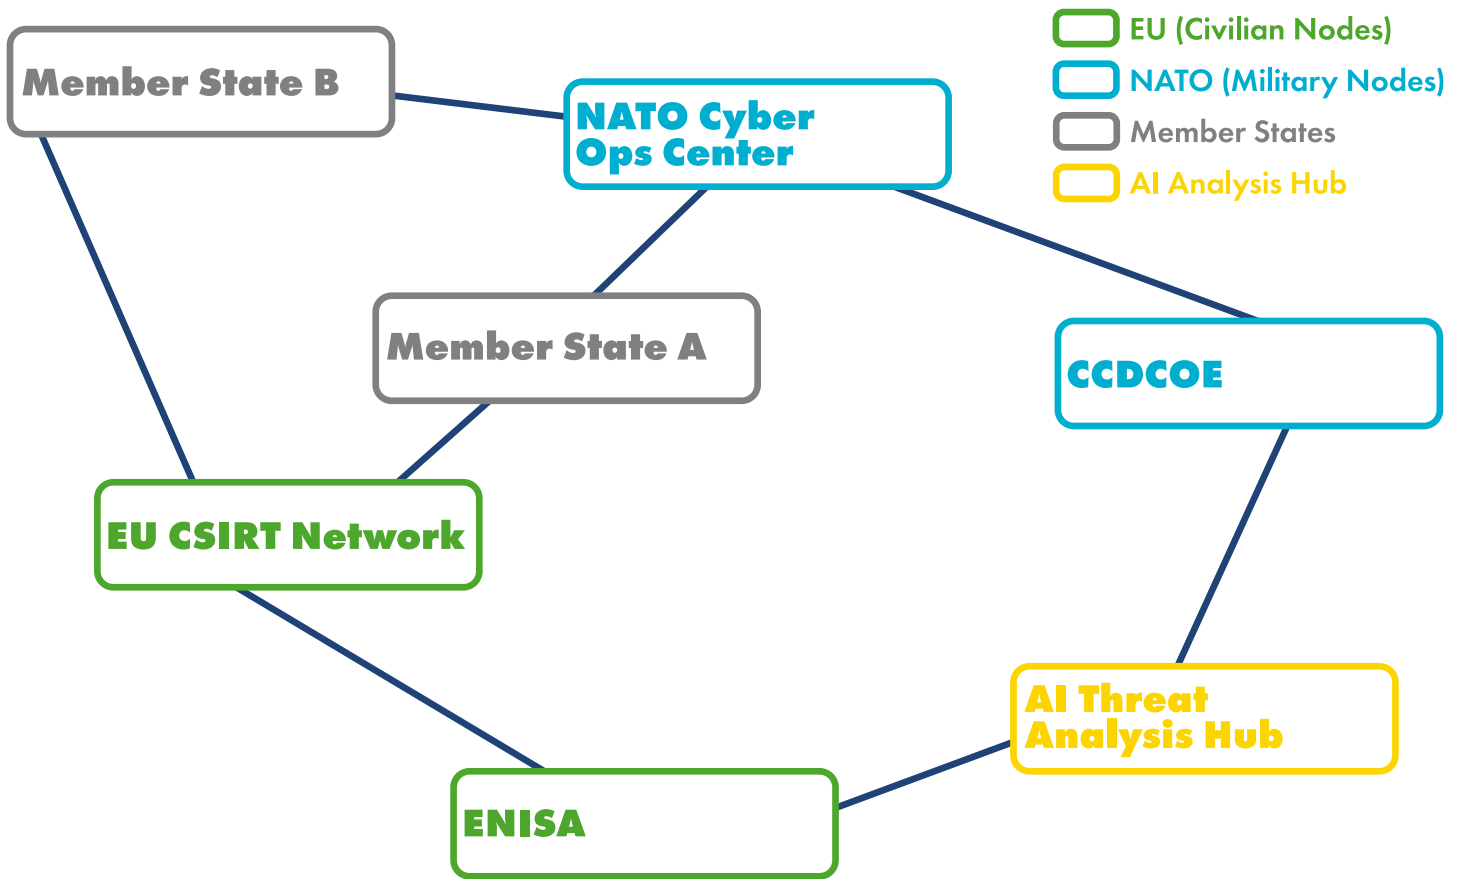 EU (Civilian Nodes)
NATO (Military Nodes)
Member States
AI Analysis Hub
Member State B
NATO Cyber
Ops Center
Member State A
CCDCOE
EU CSIRT Network
AI Threat
Analysis Hub
ENISA